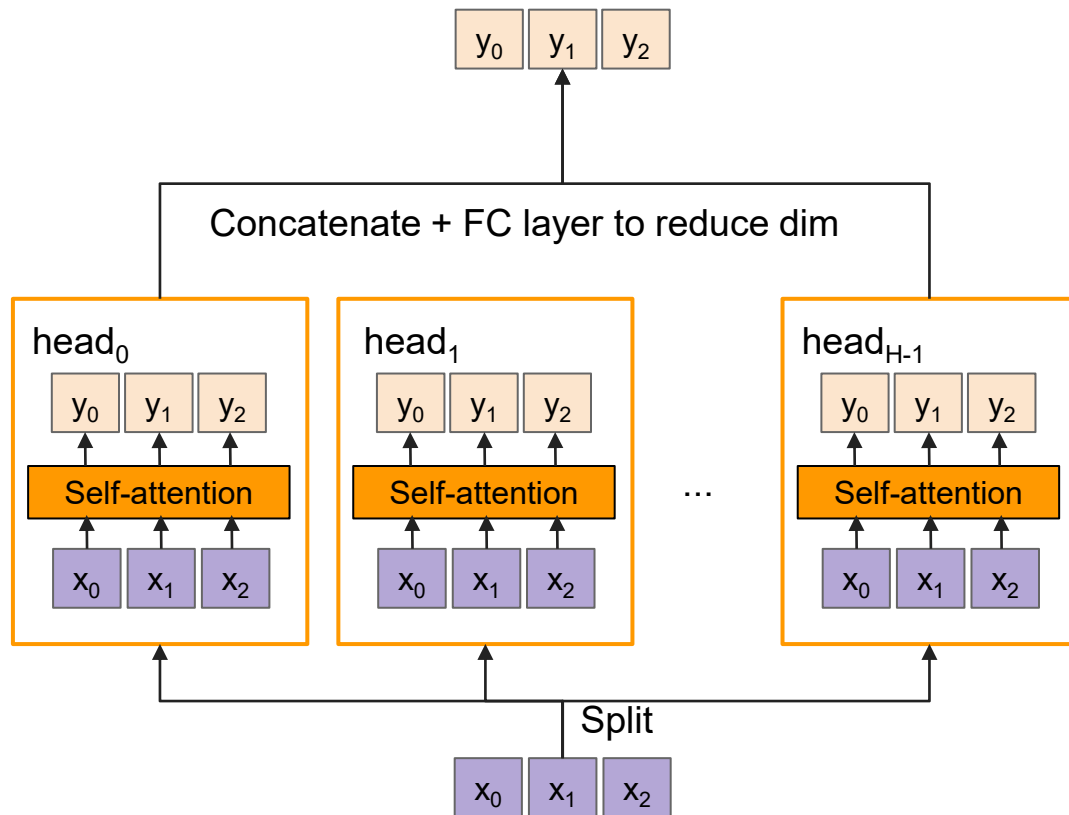 y₀ y₁ y₂
Concatenate + FC layer to reduce dim
head₀ head₁ head_H-1
y₀ y₁ y₂ y₀ y₁ y₂ y₀ y₁ y₂
Self-attention Self-attention ... Self-attention
x₀ x₁ x₂ x₀ x₁ x₂ x₀ x₁ x₂
Split
x₀ x₁ x₂